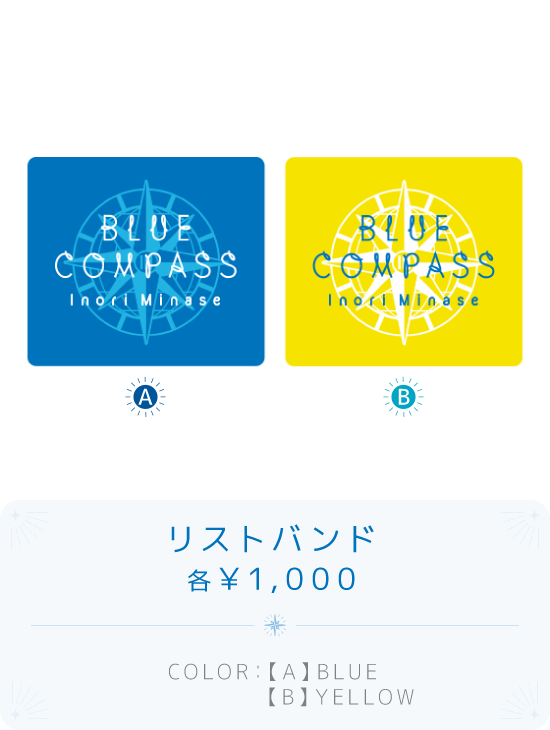 BLUE
COMPASS
Inori Minase
BLUE
COMPASS
Inori Minase
A
B
リストバンド
各￥1,000
COLOR:【A】BLUE
【B】YELLOW